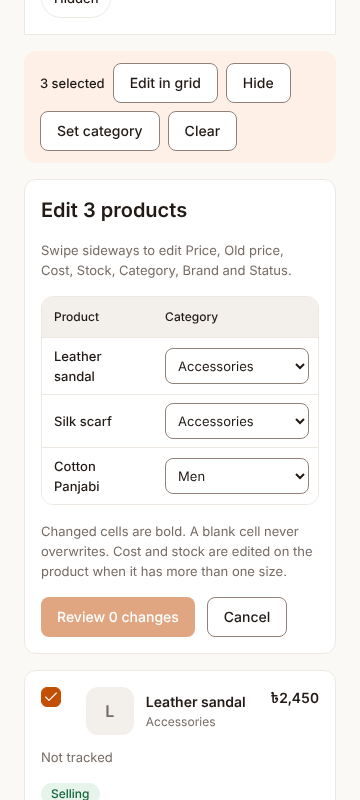 Hidden
3 selected
Edit in grid
Hide
Set category
Clear
Edit 3 products
Swipe sideways to edit Price, Old price,
Cost, Stock, Category, Brand and Status.
Product
Category
Leather
sandal
Accessories
Silk scarf
Accessories
Cotton
Panjabi
Men
Changed cells are bold. A blank cell never
overwrites. Cost and stock are edited on the
product when it has more than one size.
Review 0 changes
Cancel
L
Leather sandal
৳2,450
Accessories
Not tracked
Selling